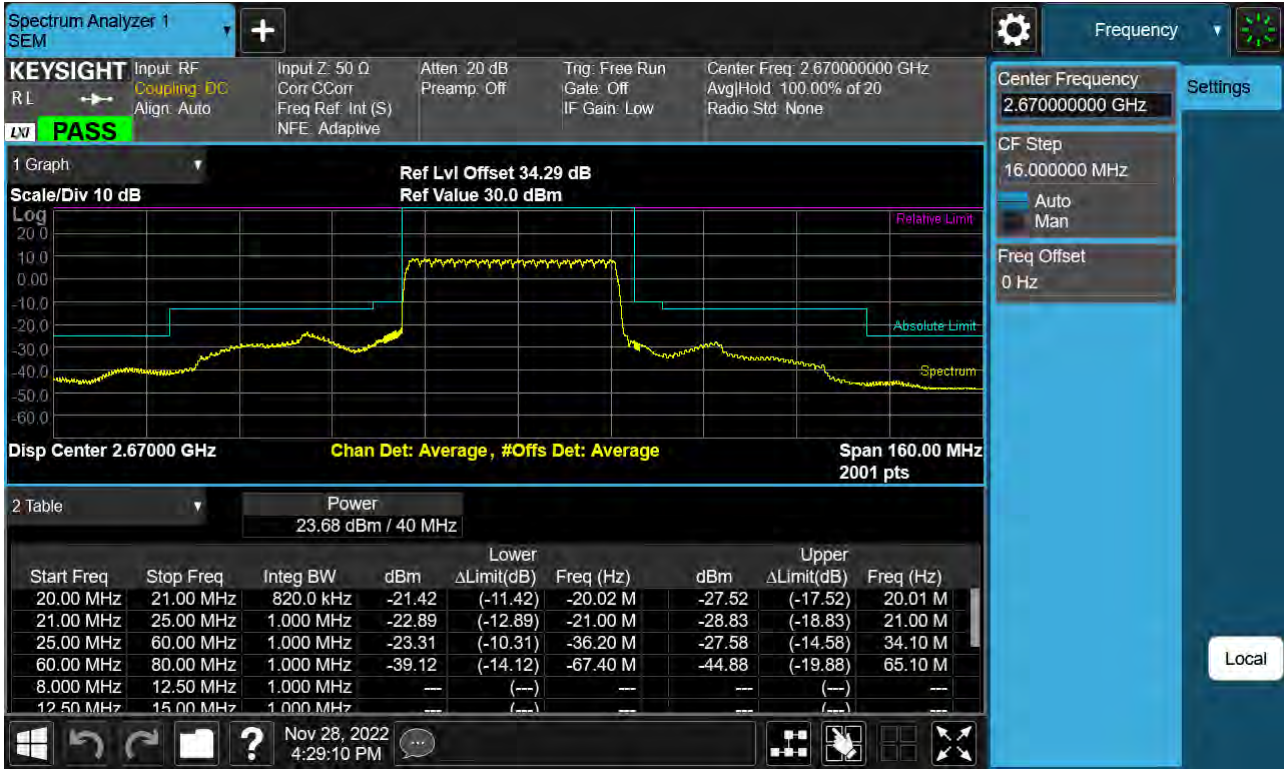 Spectrum Analyzer 1
SEM
Frequency
KEYSIGHT
RL
LXI
PASS
Input: RF
Coupling: DC
Align: Auto
Input Z: 50 Ω
Corr CCorr
Freq Ref: Int (S)
NFE: Adaptive
Atten: 20 dB
Preamp: Off
Trig: Free Run
Gate: Off
IF Gain: Low
Center Freq: 2.670000000 GHz
Avg|Hold: 100.00% of 20
Radio Std: None
Center Frequency
2.670000000 GHz
Settings
CF Step
16.000000 MHz
Auto
Man
Freq Offset
0 Hz
Local
1 Graph
Scale/Div 10 dB
Ref Lvl Offset 34.29 dB
Ref Value 30.0 dBm
Log
20.0
10.0
0.00
-10.0
-20.0
-30.0
-40.0
-50.0
-60.0
Relative Limit
Absolute Limit
Spectrum
Disp Center 2.67000 GHz
Chan Det: Average, #Offs Det: Average
Span 160.00 MHz
2001 pts
2 Table
Power
23.68 dBm / 40 MHz
Lower Upper
Start Freq Stop Freq Integ BW dBm ΔLimit(dB) Freq (Hz) dBm ΔLimit(dB) Freq (Hz)
20.00 MHz 21.00 MHz 820.0 kHz -21.42 (-11.42) -20.02 M -27.52 (-17.52) 20.01 M
21.00 MHz 25.00 MHz 1.000 MHz -22.89 (-12.89) -21.00 M -28.83 (-18.83) 21.00 M
25.00 MHz 60.00 MHz 1.000 MHz -23.31 (-10.31) -36.20 M -27.58 (-14.58) 34.10 M
60.00 MHz 80.00 MHz 1.000 MHz -39.12 (-14.12) -67.40 M -44.88 (-19.88) 65.10 M
8.000 MHz 12.50 MHz 1.000 MHz --- (---) --- --- (---) ---
12.50 MHz 15.00 MHz 1.000 MHz --- (---) --- --- (---) ---
Nov 28, 2022
4:29:10 PM